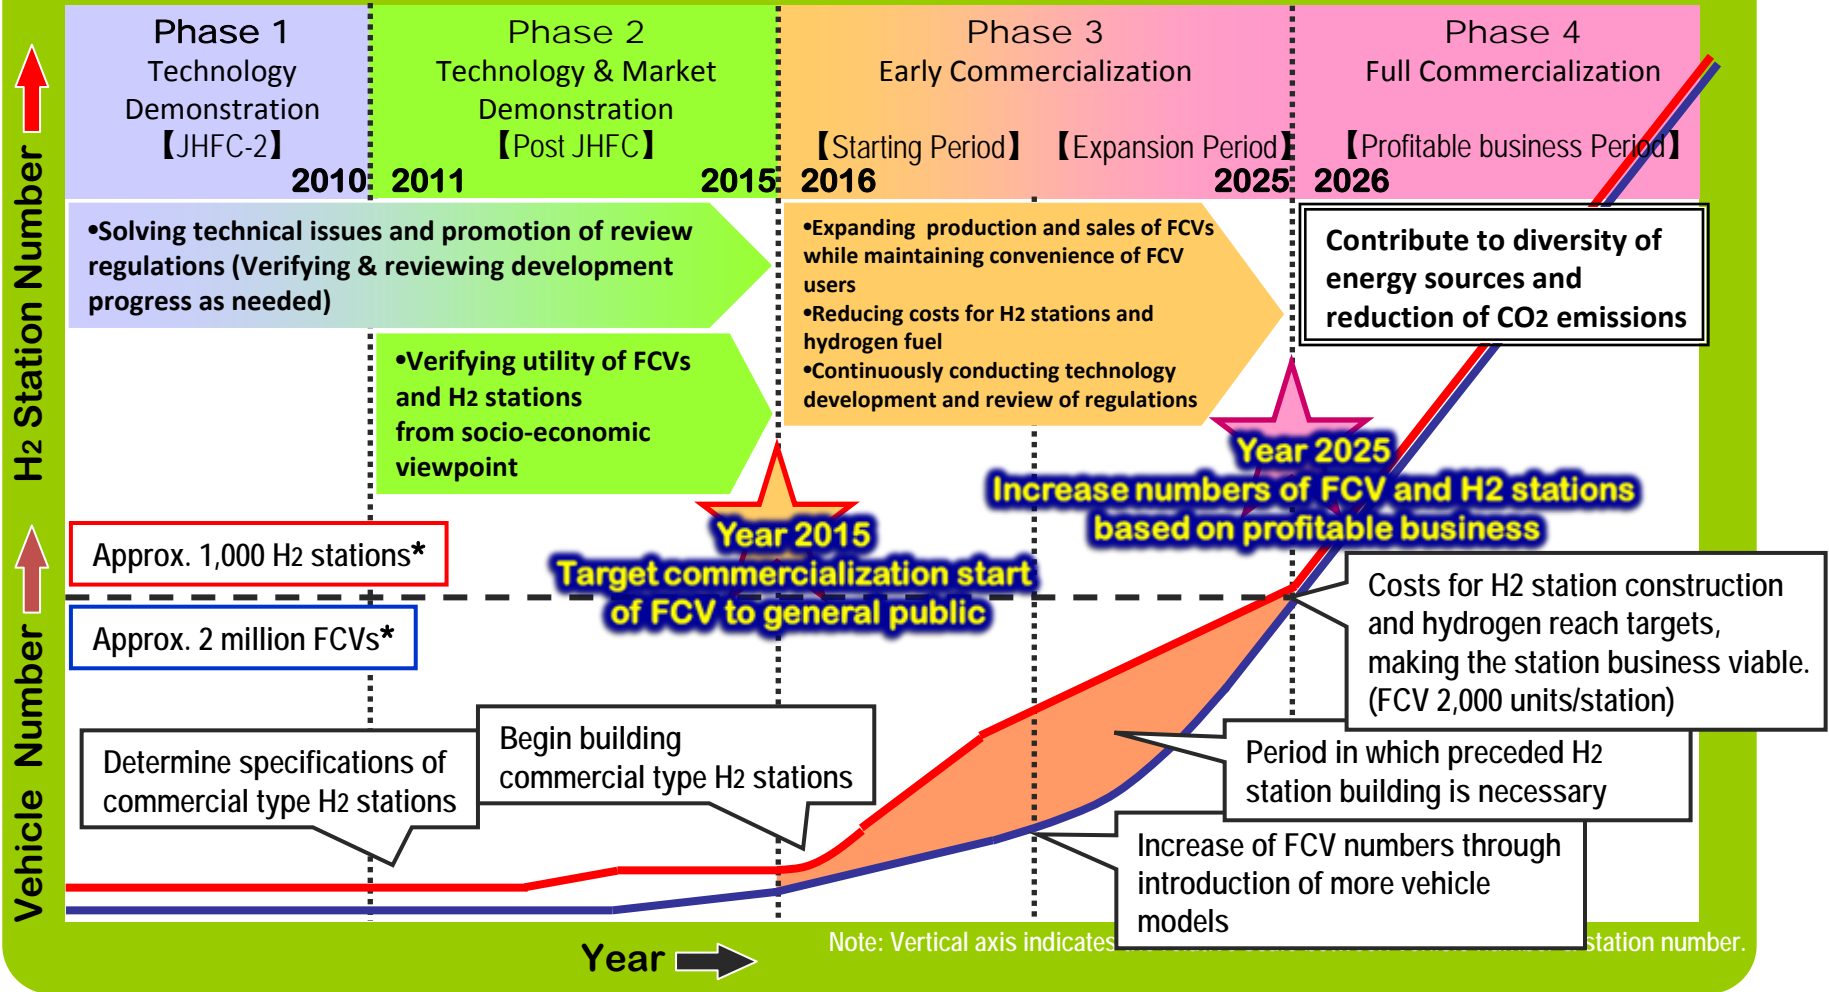 Phase 1
Technology
Demonstration
【JHFC-2】
2010
Phase 2
Technology & Market
Demonstration
【Post JHFC】
2011
2015
Phase 3
Early Commercialization
【Starting Period】
【Expansion Period】
2016
2025
Phase 4
Full Commercialization
【Profitable business Period】
2026
H2 Station Number
Vehicle Number
•Solving technical issues and promotion of review
regulations (Verifying & reviewing development
progress as needed)
•Verifying utility of FCVs
and H2 stations
from socio-economic
viewpoint
•Expanding production and sales of FCVs
while maintaining convenience of FCV
users
•Reducing costs for H2 stations and
hydrogen fuel
•Continuously conducting technology
development and review of regulations
Contribute to diversity of
energy sources and
reduction of CO2 emissions
Year 2025
Increase numbers of FCV and H2 stations
based on profitable business
Year 2015
Target commercialization start
of FCV to general public
Approx. 1,000 H2 stations*
Approx. 2 million FCVs*
Costs for H2 station construction
and hydrogen reach targets,
making the station business viable.
(FCV 2,000 units/station)
Determine specifications of
commercial type H2 stations
Begin building
commercial type H2 stations
Period in which preceded H2
station building is necessary
Increase of FCV numbers through
introduction of more vehicle
models
Note: Vertical axis indicates station number.
Year